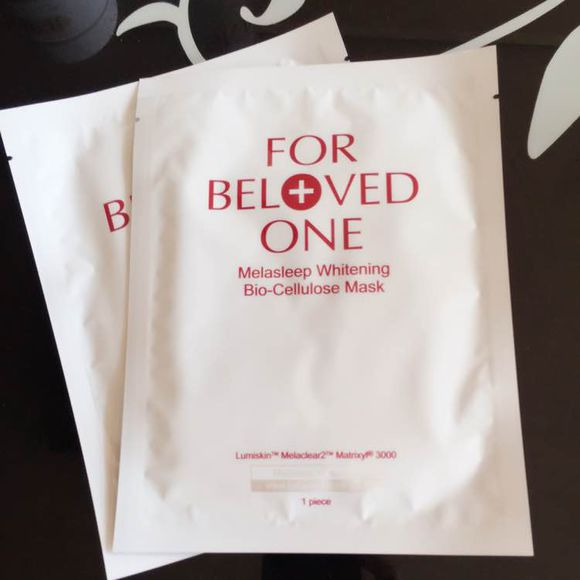 FOR
BELOVED
ONE
Melasleep Whitening
Bio-Cellulose Mask
Lumiskin™ Melaclear2™ Matrixyl® 3000
1 piece
B